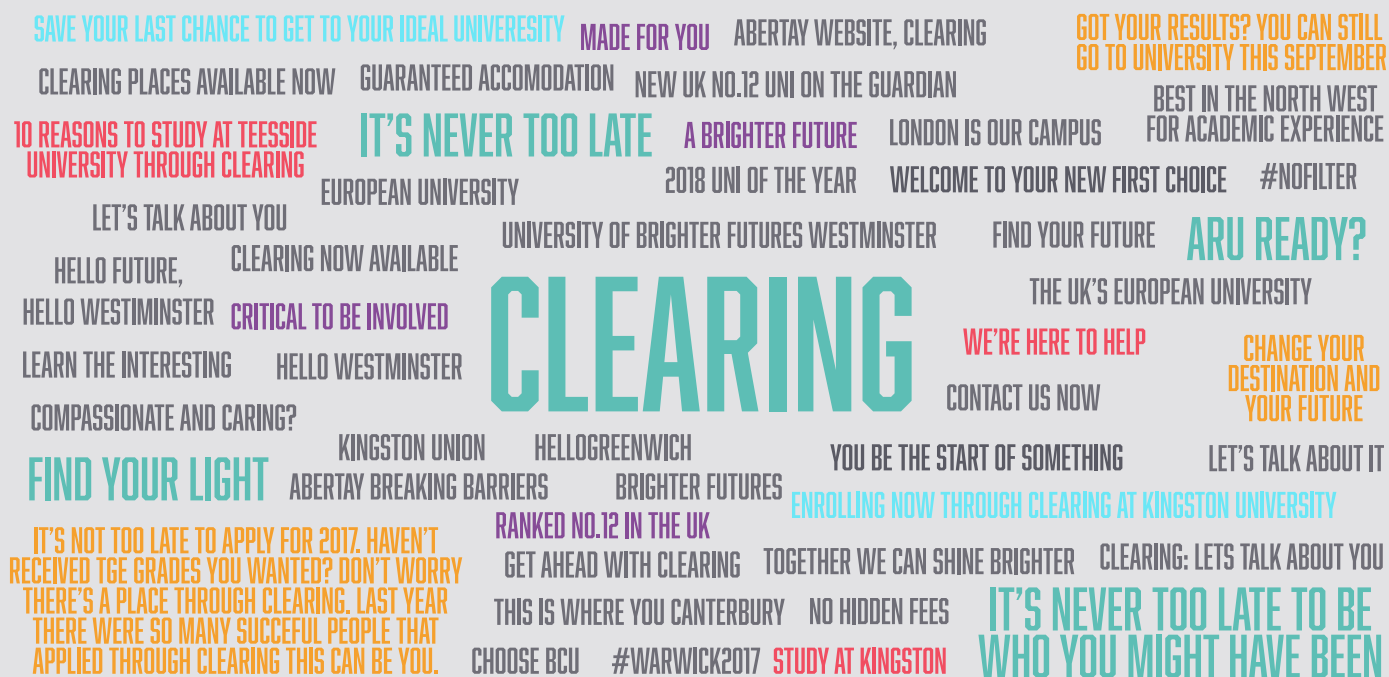 SAVE YOUR LAST CHANCE TO GET TO YOUR IDEAL UNIVERESITY
MADE FOR YOU
ABERTAY WEBSITE, CLEARING
GOT YOUR RESULTS? YOU CAN STILL
GO TO UNIVERSITY THIS SEPTEMBER
CLEARING PLACES AVAILABLE NOW
GUARANTEED ACCOMODATION
NEW UK NO.12 UNI ON THE GUARDIAN
BEST IN THE NORTH WEST
FOR ACADEMIC EXPERIENCE
10 REASONS TO STUDY AT TEESSIDE
UNIVERSITY THROUGH CLEARING
IT'S NEVER TOO LATE
A BRIGHTER FUTURE
LONDON IS OUR CAMPUS
EUROPEAN UNIVERSITY
2018 UNI OF THE YEAR
WELCOME TO YOUR NEW FIRST CHOICE
#NOFILTER
LET'S TALK ABOUT YOU
UNIVERSITY OF BRIGHTER FUTURES WESTMINSTER
FIND YOUR FUTURE
ARU READY?
HELLO FUTURE,
HELLO WESTIMINSTER
CLEARING NOW AVAILABLE
CLEARING
THE UK'S EUROPEAN UNIVERSITY
CRITICAL TO BE INVOLVED
WE'RE HERE TO HELP
CHANGE YOUR
DESTINATION AND
YOUR FUTURE
LEARN THE INTERESTING
HELLO WESTMINSTER
CONTACT US NOW
COMPASSIONATE AND CARING?
KINGSTON UNION
HELLOGREENWICH
YOU BE THE START OF SOMETHING
LET'S TALK ABOUT IT
FIND YOUR LIGHT
ABERTAY BREAKING BARRIERS
BRIGHTER FUTURES
ENROLLING NOW THROUGH CLEARING AT KINGSTON UNIVERSITY
RANKED NO.12 IN THE UK
IT'S NOT TOO LATE TO APPLY FOR 2017. HAVEN'T
RECEIVED TGE GRADES YOU WANTED? DON'T WORRY
THERE'S A PLACE THROUGH CLEARING. LAST YEAR
THERE WERE SO MANY SUCCEFUL PEOPLE THAT
APPLIED THROUGH CLEARING THIS CAN BE YOU.
GET AHEAD WITH CLEARING
TOGETHER WE CAN SHINE BRIGHTER
CLEARING: LETS TALK ABOUT YOU
THIS IS WHERE YOU CANTERBURY
NO HIDDEN FEES
IT'S NEVER TOO LATE TO BE
WHO YOU MIGHT HAVE BEEN
CHOOSE BCU
#WARWICK2017
STUDY AT KINGSTON